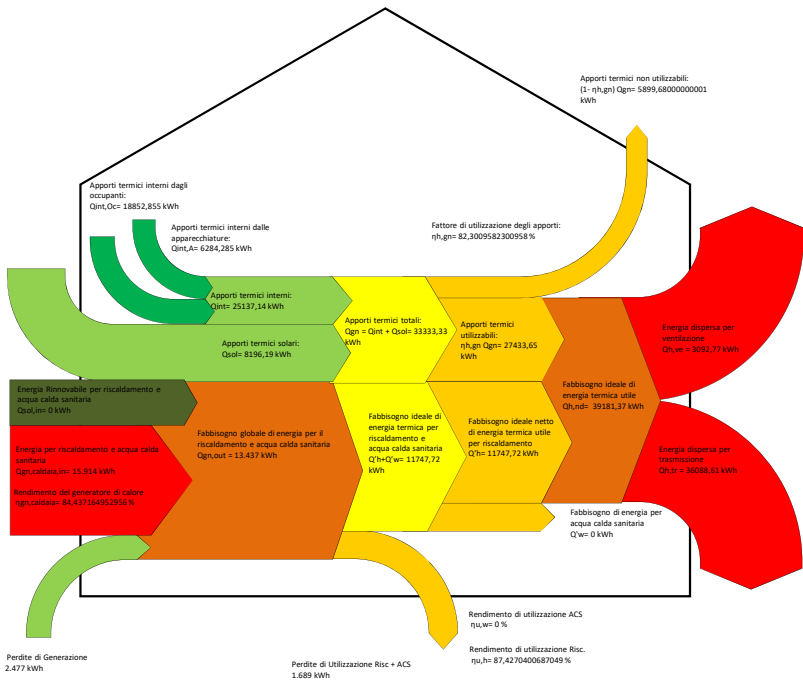 Apporti termici non utilizzabili:
(1- ηh,gn) Qgn= 5899,68000000001
kWh
Apporti termici interni dagli
occupanti:
Qint,Oc= 18852,855 kWh
Apporti termici interni dalle
apparecchiature:
Qint,A= 6284,285 kWh
Fattore di utilizzazione degli apporti:
ηh,gn= 82,3009582300958 %
Apporti termici interni:
Qint= 25137,14 kWh
Apporti termici totali:
Qgn = Qint + Qsol= 33333,33
kWh
Apporti termici
utilizzabili:
ηh,gn Qgn= 27433,65
kWh
Energia dispersa per
ventilazione
Qh,ve = 3092,77 kWh
Apporti termici solari:
Qsol= 8196,19 kWh
Energia Rinnovabile per riscaldamento e
acqua calda sanitaria
Qsol,in= 0 kWh
Fabbisogno ideale di
energia termica utile
Qh,nd= 39181,37 kWh
Fabbisogno globale di energia per il
riscaldamento e acqua calda sanitaria
Qgn,out = 13.437 kWh
Fabbisogno ideale di
energia termica per
riscaldamento e
acqua calda sanitaria
Q'h+Q'w= 11747,72
kWh
Fabbisogno ideale netto
di energia termica utile
per riscaldamento
Q'h= 11747,72 kWh
Energia per riscaldamento e acqua calda
sanitaria
Qgn,caldaia,in= 15.914 kWh
Rendimento del generatore di calore
ηgn,caldaia= 84,437164952956 %
Energia dispersa per
trasmissione
Qh,tr = 36088,61 kWh
Fabbisogno di energia per
acqua calda sanitaria
Q'w= 0 kWh
Rendimento di utilizzazione ACS
ηu,w= 0 %
Rendimento di utilizzazione Risc.
ηu,h= 87,4270400687049 %
Perdite di Generazione
2.477 kWh
Perdite di Utilizzazione Risc + ACS
1.689 kWh